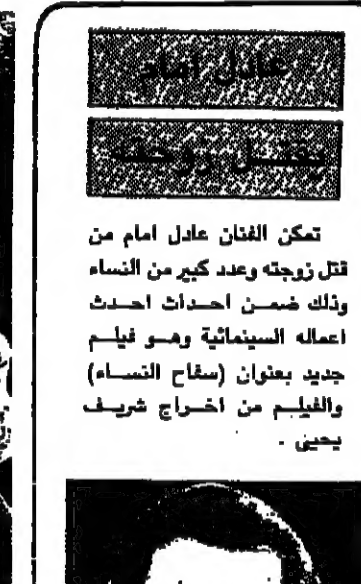 عادل امام
يقتل زوجته
تمكن الفنان عادل امام من
قتل زوجته وعدد كبير من النساء
وذلك ضمن احداث احدث
اعماله السينمائية وهو فيلم
جديد بعنوان (سفاح النساء)
والفيلم من اخراج شريف
يحيى .